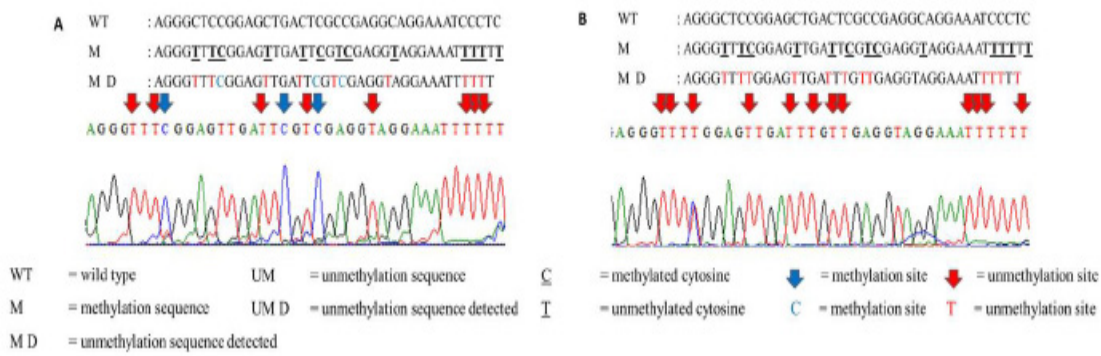 A WT : AGGGCTCCGGAGCTGACTCGCCGAGGCAGGAAATCCCTC
M : AGGGTTTCGGAGTTGATTCGTCGAGGTAGGAAATTTTTT
M D : AGGGTTTCGGAGTTGATTCGTCGAGGTAGGAAATTTTT
AGGGTTTCGGAGTTGATTCGTCGAGGTAGGAAATTTTTT
B WT : AGGGCTCCGGAGCTGACTCGCCGAGGCAGGAAATCCCTC
M : AGGGTTTCGGAGTTGATTCGTCGAGGTAGGAAATTTTTT
M D : AGGGTTTTGGAGTTGATTTGTTGAGGTAGGAAATTTTTT
AGGGTTTTGGAGTTGATTTGTTGAGGTAGGAAATTTTTT
WT = wild type UM = unmethylation sequence C = methylated cytosine = methylation site = unmethylation site
M = methylation sequence UM D = unmethylation sequence detected T = unmethylated cytosine C = methylation site T = unmethylation site
M D = unmethylation sequence detected